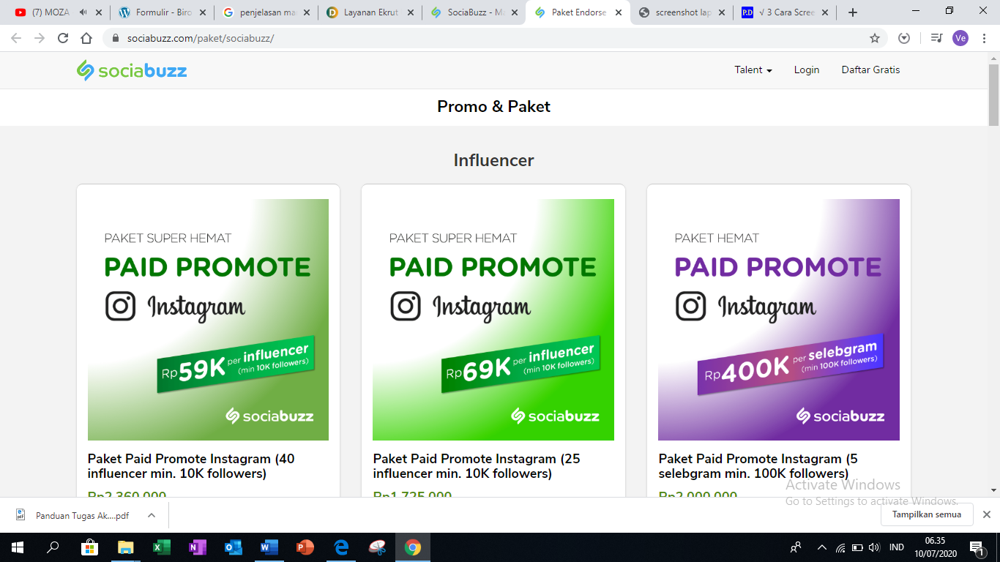 (7) MOZA
Formulir - Biro
penjelasan ma
Layanan Ekrut
SociaBuzz - Ma
Paket Endorse
screenshot lap
P.D
√ 3 Cara Scree
sociabuzz.com/paket/sociabuzz/
Ve
sociabuzz
Talent
Login
Daftar Gratis
Promo & Paket
Influencer
PAKET SUPER HEMAT
PAID PROMOTE
Instagram
Rp59K per influencer
(min 10K followers)
sociabuzz
Paket Paid Promote Instagram (40
influencer min. 10K followers)
Rp2.360.000
PAKET SUPER HEMAT
PAID PROMOTE
Instagram
Rp69K per influencer
(min 10K followers)
sociabuzz
Paket Paid Promote Instagram (25
influencer min. 10K followers)
Rp1.725.000
PAKET HEMAT
PAID PROMOTE
Instagram
Rp400K per selebgram
(min 100K followers)
sociabuzz
Paket Paid Promote Instagram (5
selebgram min. 100K followers)
Rp2.000.000
Activate Windows
Go to Settings to activate Windows.
Panduan Tugas Ak....pdf
Tampilkan semua
IND
06.35
10/07/2020
1